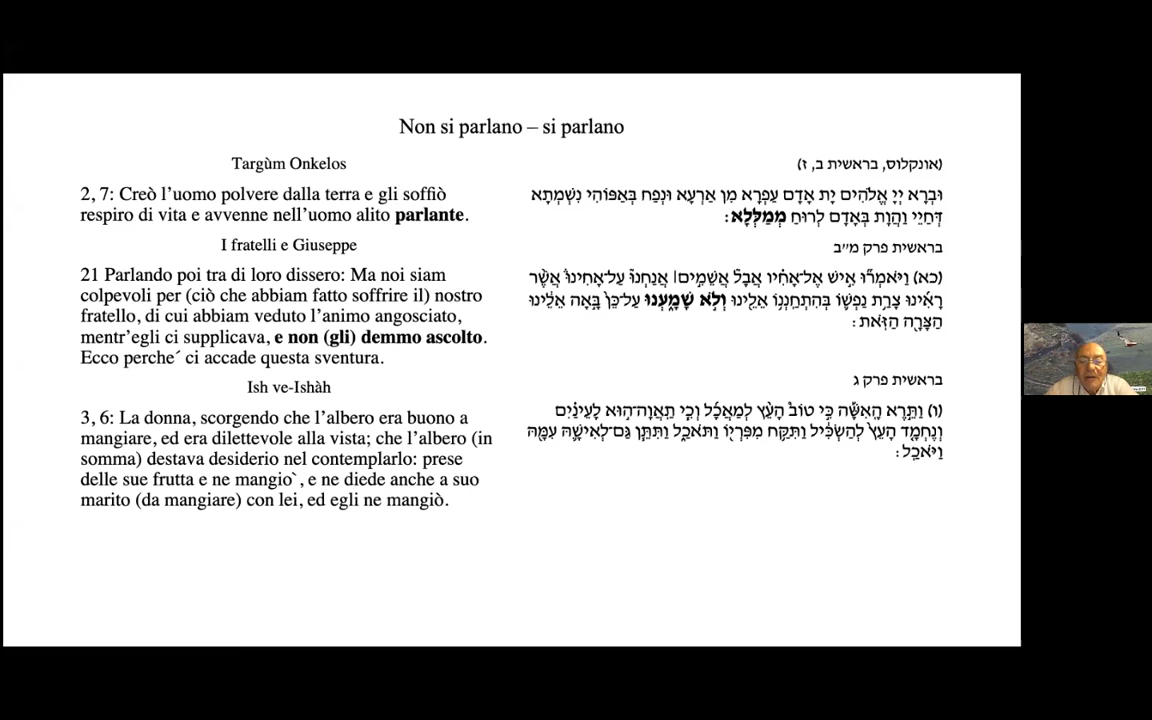 Non si parlano – si parlano
Targùm Onkelos
2, 7: Creò l’uomo polvere dalla terra e gli soffiò
respiro di vita e avvenne nell’uomo alito parlante.
I fratelli e Giuseppe
21 Parlando poi tra di loro dissero: Ma noi siam
colpevoli per (ciò che abbiam fatto soffrire il) nostro
fratello, di cui abbiam veduto l’animo angosciato,
mentr’egli ci supplicava, e non (gli) demmo ascolto.
Ecco perche´ ci accade questa sventura.
Ish ve-Ishàh
3, 6: La donna, scorgendo che l’albero era buono a
mangiare, ed era dilettevole alla vista; che l’albero (in
somma) destava desiderio nel contemplarlo: prese
delle sue frutta e ne mangio` , e ne diede anche a suo
marito (da mangiare) con lei, ed egli ne mangiò.
(אונקלוס, בראשית ב, ז)
וּבְרָא יְיָ אֱלֹהִים יָת אָדָם עַפְרָא מִן אַרְעָא וּנְפַח בְּאַפּוֹהִי נִשְׁמְתָא
דְּחַיֵּי וַהֲוָת בְּאָדָם לְרוּחַ מְמַלְּלָא:
בראשית פרק מ״ב
(כא) וַיֹּאמְר֞וּ אִ֣ישׁ אֶל־אָחִ֗יו אֲבָל֮ אֲשֵׁמִ֣ים׀ אֲנַחְנוּ֮ עַל־אָחִינוּ֒ אֲשֶׁ֨ר
רָאִ֜ינוּ צָרַ֥ת נַפְשׁ֛וֹ בְּהִתְחַֽנְנ֥וֹ אֵלֵ֖ינוּ וְלֹ֣א שָׁמָ֑עְנוּ עַל־כֵּן֙ בָּ֣אָה אֵלֵ֔ינוּ
הַצָּרָ֖ה הַזֹּֽאת:
בראשית פרק ג
(ו) וַתֵּ֣רֶא הָֽאִשָּׁ֡ה כִּ֣י טוֹב֩ הָעֵ֨ץ לְמַאֲכָ֜ל וְכִ֧י תַֽאֲוָה־ה֣וּא לָעֵינַ֗יִם
וְנֶחְמָ֤ד הָעֵץ֙ לְהַשְׂכִּ֔יל וַתִּקַּ֥ח מִפִּרְי֖וֹ וַתֹּאכַ֑ל וַתִּתֵּ֧ן גַּם־לְאִישָׁ֛הּ עִמָּ֖הּ
וַיֹּאכַֽל: